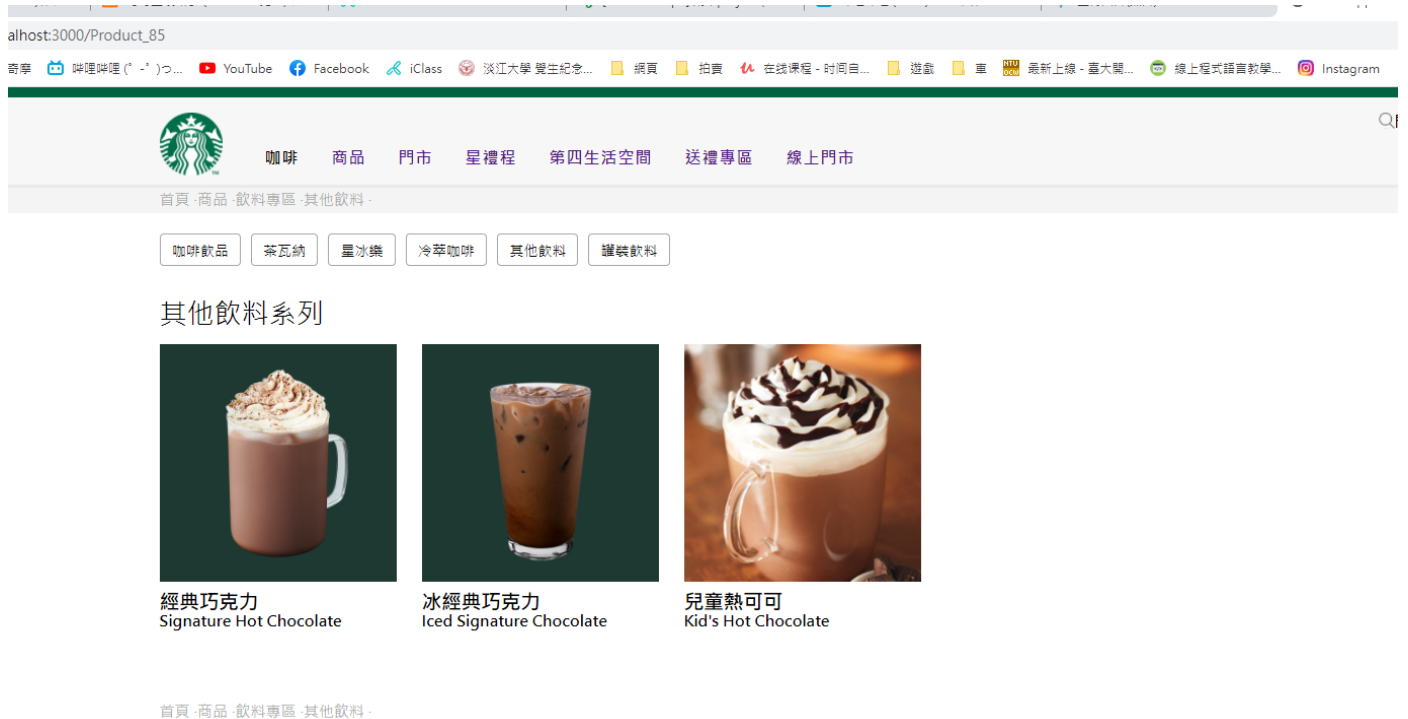 alhost:3000/Product_85
奇摩 哔哩哔哩 (゜-゜)つ... YouTube Facebook iClass 淡江大學 覺生紀念... 網頁 拍賣 在线课程 - 时间自... 遊戲 車 NTU OCW 最新上線 - 臺大開... 線上程式語言教學... Instagram
咖啡 商品 門市 星禮程 第四生活空間 送禮專區 線上門市
首頁 ·商品 ·飲料專區 ·其他飲料 ·
咖啡飲品 茶瓦納 星冰樂 冷萃咖啡 其他飲料 罐裝飲料
其他飲料系列
經典巧克力 冰經典巧克力 兒童熱可可
Signature Hot Chocolate Iced Signature Chocolate Kid's Hot Chocolate
首頁 ·商品 ·飲料專區 ·其他飲料 ·